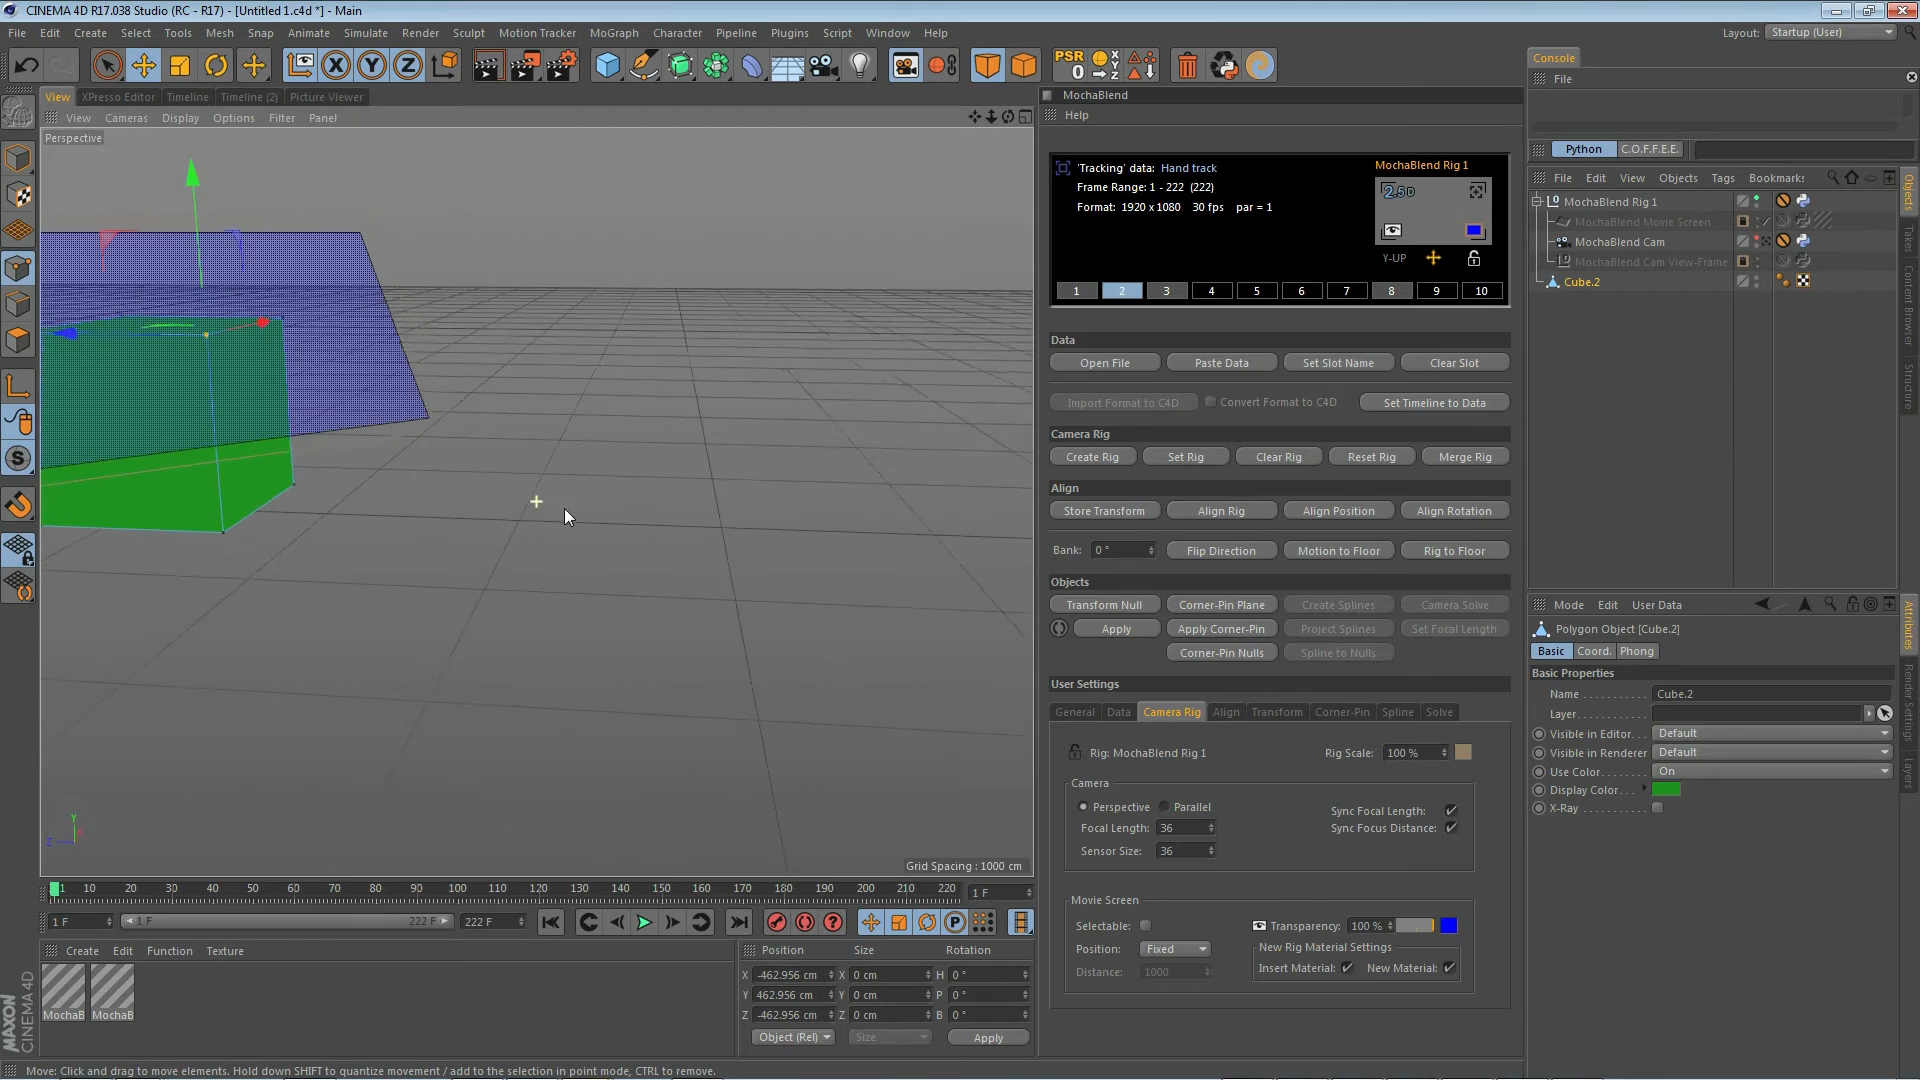 CINEMA 4D R17.038 Studio (RC - R17) - [Untitled 1.c4d *] - Main
File Edit Create Select Tools Mesh Snap Animate Simulate Render Sculpt Motion Tracker MoGraph Character Pipeline Plugins Script Window Help
Layout: Startup (User)
X Y Z PSR 0
View XPresso Editor Timeline Timeline (2) Picture Viewer
View Cameras Display Options Filter Panel
Perspective
Grid Spacing : 1000 cm
MochaBlend
Help
'Tracking' data: Hand track
Frame Range: 1 - 222 (222)
Format: 1920 x 1080 30 fps par = 1
MochaBlend Rig 1
2.5D
Y-UP
1 2 3 4 5 6 7 8 9 10
Data
Open File Paste Data Set Slot Name Clear Slot
Import Format to C4D Convert Format to C4D Set Timeline to Data
Camera Rig
Create Rig Set Rig Clear Rig Reset Rig Merge Rig
Align
Store Transform Align Rig Align Position Align Rotation
Bank: 0 ° Flip Direction Motion to Floor Rig to Floor
Objects
Transform Null Corner-Pin Plane Create Splines Camera Solve
Apply Apply Corner-Pin Project Splines Set Focal Length
Corner-Pin Nulls Spline to Nulls
User Settings
General Data Camera Rig Align Transform Corner-Pin Spline Solve
Rig: MochaBlend Rig 1 Rig Scale: 100 %
Camera
Perspective Parallel Sync Focal Length:
Focal Length: 36 Sync Focus Distance:
Sensor Size: 36
Movie Screen
Selectable: Transparency: 100 %
Position: Fixed New Rig Material Settings
Distance: 1000 Insert Material: New Material:
Console
File
Python C.O.F.F.E.E.
File Edit View Objects Tags Bookmarks
MochaBlend Rig 1
MochaBlend Movie Screen
MochaBlend Cam
MochaBlend Cam View-Frame
Cube.2
Objects
Takes
Content Browser
Structure
Mode Edit User Data
Polygon Object [Cube.2]
Basic Coord. Phong
Basic Properties
Name Cube.2
Layer
Visible in Editor Default
Visible in Renderer Default
Use Color On
Display Color
X-Ray
Attributes
Render Settings
Layers
1 10 20 30 40 50 60 70 80 90 100 110 120 130 140 150 160 170 180 190 200 210 220 1 F
1 F 1 F 222 F 222 F
Create Edit Function Texture
MochaB MochaB
Position Size Rotation
X -462.956 cm X 0 cm H 0 °
Y 462.956 cm Y 0 cm P 0 °
Z -462.956 cm Z 0 cm B 0 °
Object (Rel) Size Apply
MAXON
CINEMA 4D
Move: Click and drag to move elements. Hold down SHIFT to quantize movement / add to the selection in point mode, CTRL to remove.